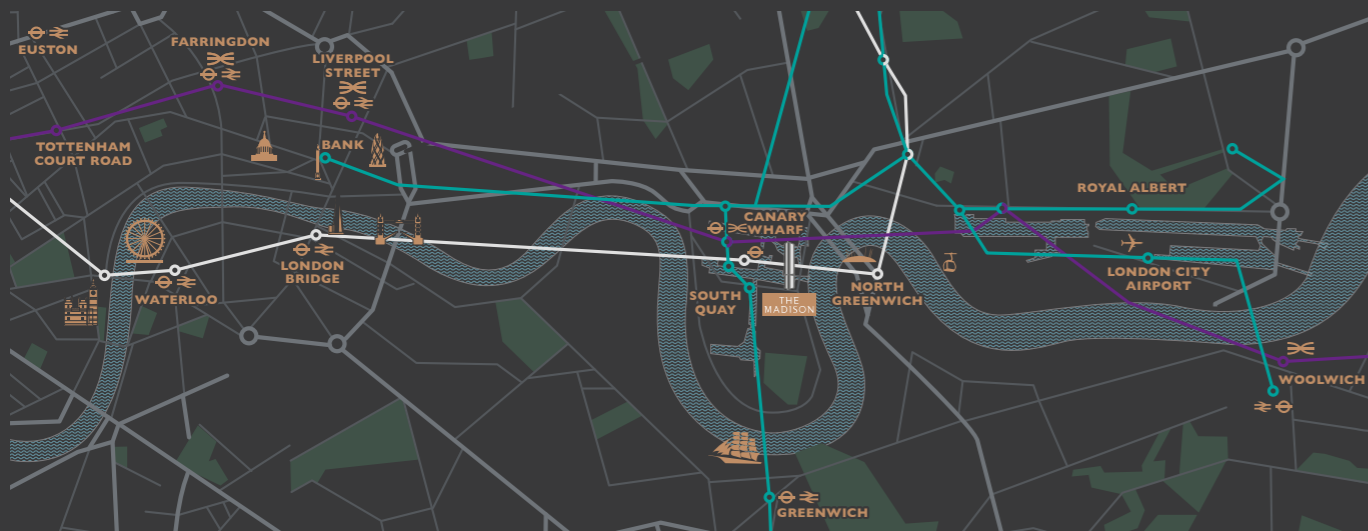 EUSTON
FARRINGDON
LIVERPOOL
STREET
TOTTENHAM
COURT ROAD
BANK
ROYAL ALBERT
CANARY
WHARF
LONDON
BRIDGE
WATERLOO
LONDON CITY
AIRPORT
SOUTH
QUAY
THE
MADISON
NORTH
GREENWICH
WOOLWICH
GREENWICH